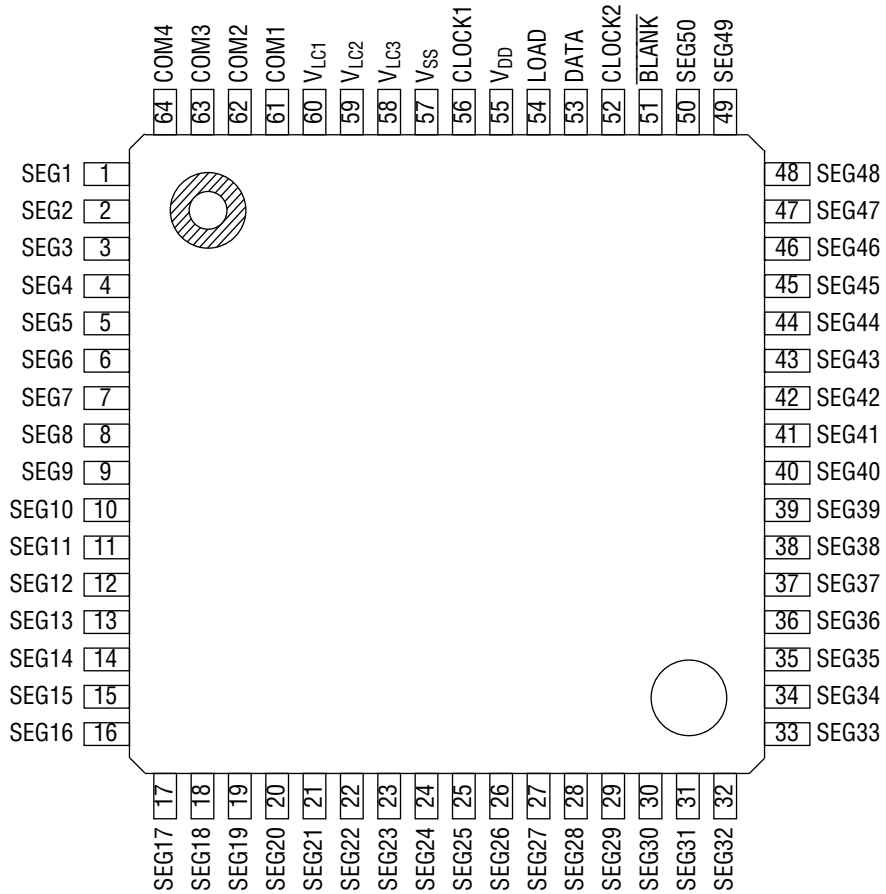 COM4 COM3 COM2 COM1 VLC1 VLC2 VLC3 VSS CLOCK1 VDD LOAD DATA CLOCK2 B̅L̅A̅N̅K̅ SEG50 SEG49
64 63 62 61 60 59 58 57 56 55 54 53 52 51 50 49
SEG1 1 48 SEG48
SEG2 2 47 SEG47
SEG3 3 46 SEG46
SEG4 4 45 SEG45
SEG5 5 44 SEG44
SEG6 6 43 SEG43
SEG7 7 42 SEG42
SEG8 8 41 SEG41
SEG9 9 40 SEG40
SEG10 10 39 SEG39
SEG11 11 38 SEG38
SEG12 12 37 SEG37
SEG13 13 36 SEG36
SEG14 14 35 SEG35
SEG15 15 34 SEG34
SEG16 16 33 SEG33
17 18 19 20 21 22 23 24 25 26 27 28 29 30 31 32
SEG17 SEG18 SEG19 SEG20 SEG21 SEG22 SEG23 SEG24 SEG25 SEG26 SEG27 SEG28 SEG29 SEG30 SEG31 SEG32